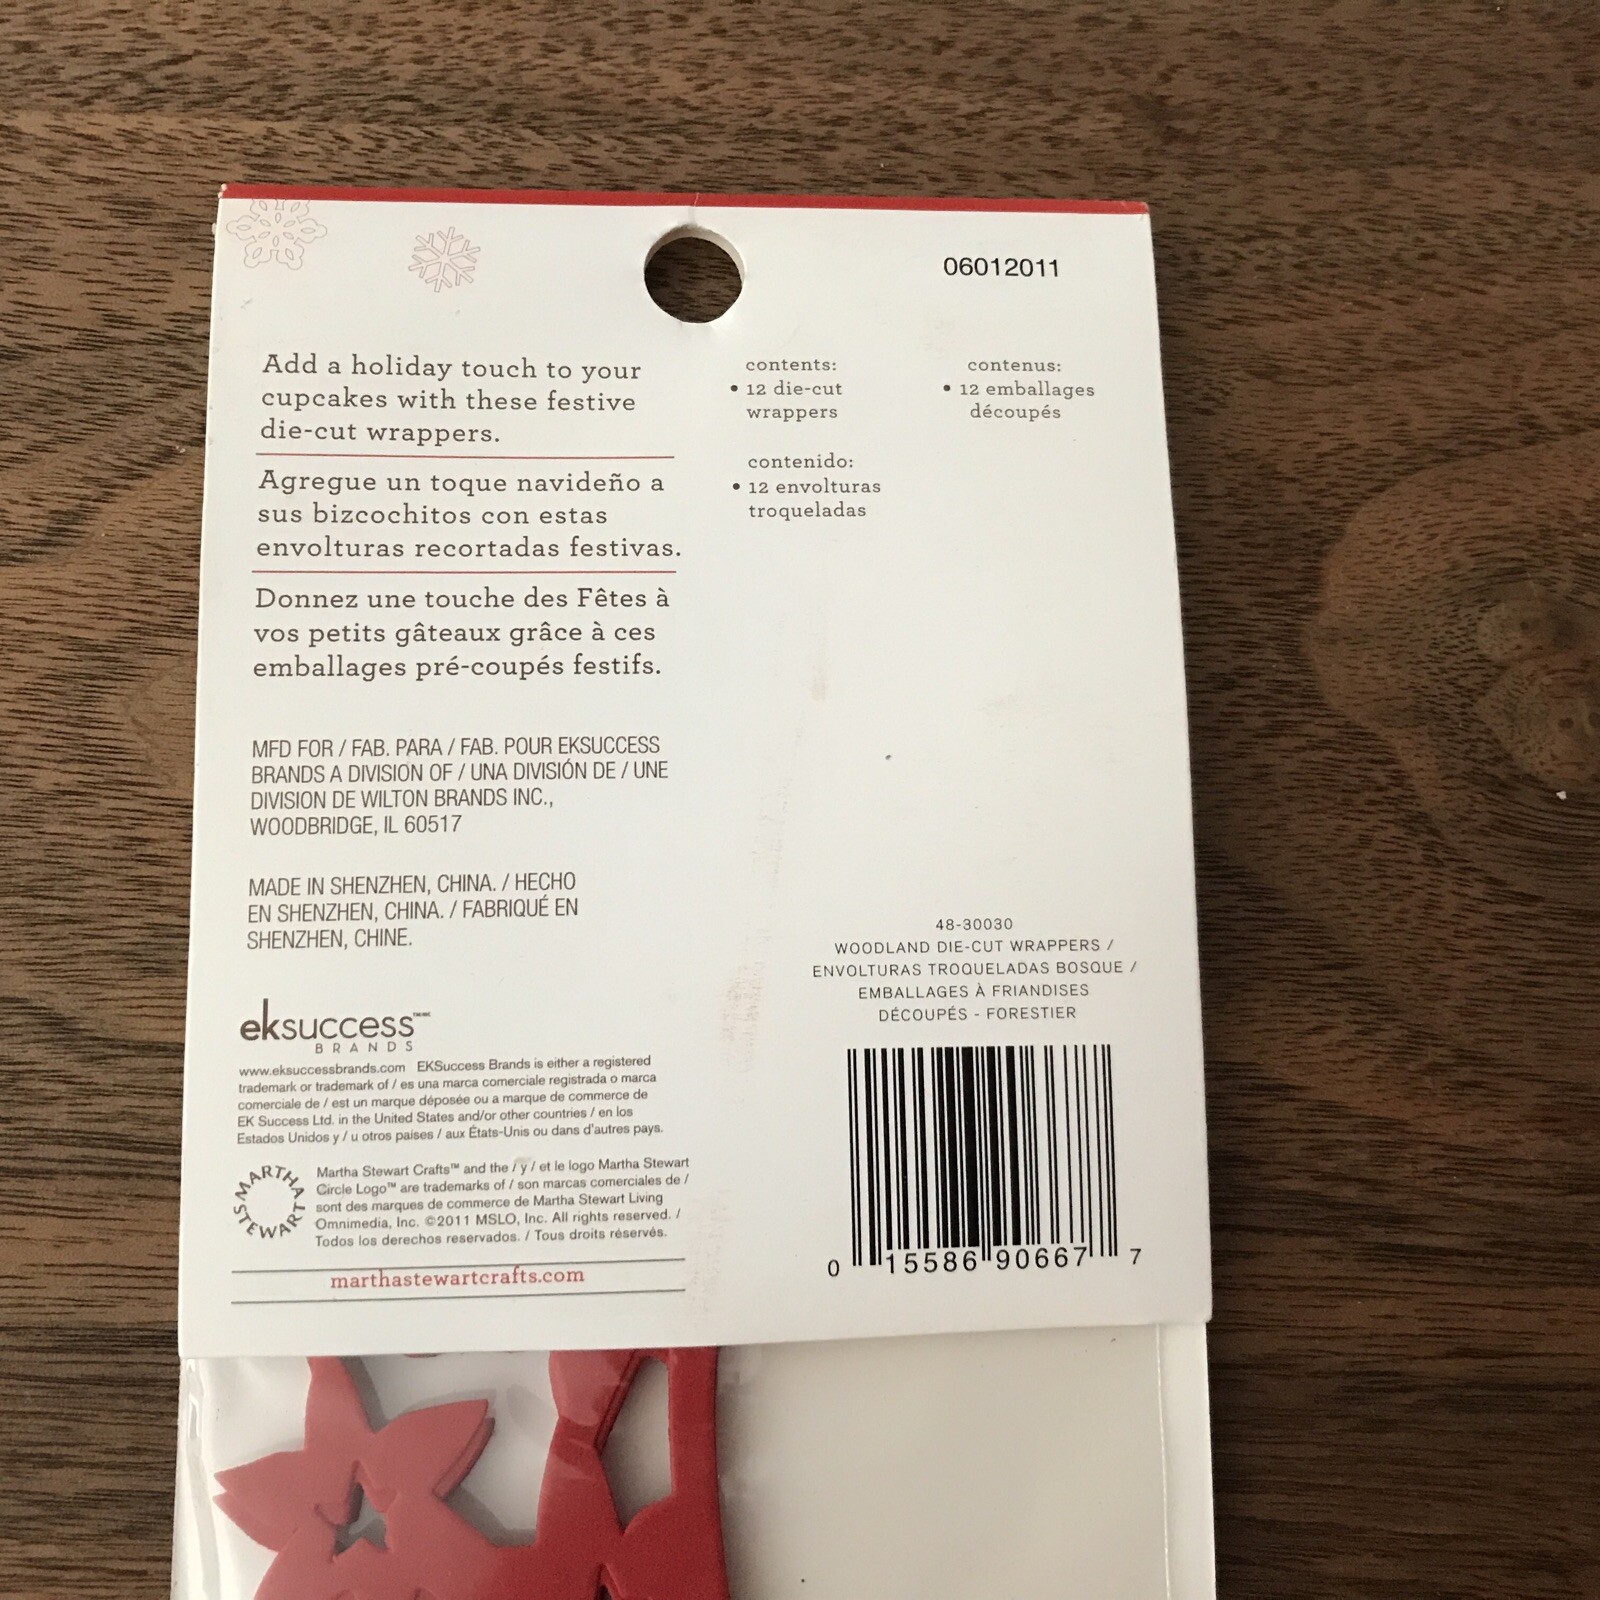 06012011
Add a holiday touch to your
cupcakes with these festive
die-cut wrappers.
Agregue un toque navideño a
sus bizcochitos con estas
envolturas recortadas festivas.
Donnez une touche des Fêtes à
vos petits gâteaux grâce à ces
emballages pré-coupés festifs.
contents:
• 12 die-cut
wrappers
contenido:
• 12 envolturas
troqueladas
contenus:
• 12 emballages
découpés
MFD FOR / FAB. PARA / FAB. POUR EKSUCCESS
BRANDS A DIVISION OF / UNA DIVISIÓN DE / UNE
DIVISION DE WILTON BRANDS INC.,
WOODBRIDGE, IL 60517
MADE IN SHENZHEN, CHINA. / HECHO
EN SHENZHEN, CHINA. / FABRIQUÉ EN
SHENZHEN, CHINE.
eksuccess
BRANDS
www.eksuccessbrands.com EKSuccess Brands is either a registered
trademark or trademark of / es una marca comerciale registrada o marca
comerciale de / est un marque déposée ou a marque de commerce de
EK Success Ltd. in the United States and/or other countries / en los
Estados Unidos y / u otros países / aux États-Unis ou dans d'autres pays.
MARTHA STEWART
Martha Stewart Crafts™ and the / y / et le logo Martha Stewart
Circle Logo™ are trademarks of / son marcas comerciales de /
sont des marques de commerce de Martha Stewart Living
Omnimedia, Inc. ©2011 MSLO, Inc. All rights reserved. /
Todos los derechos reservados. / Tous droits réservés.
marthastewartcrafts.com
48-30030
WOODLAND DIE-CUT WRAPPERS /
ENVOLTURAS TROQUELADAS BOSQUE /
EMBALLAGES À FRIANDISES
DÉCOUPÉS - FORESTIER
0 15586 90667 7